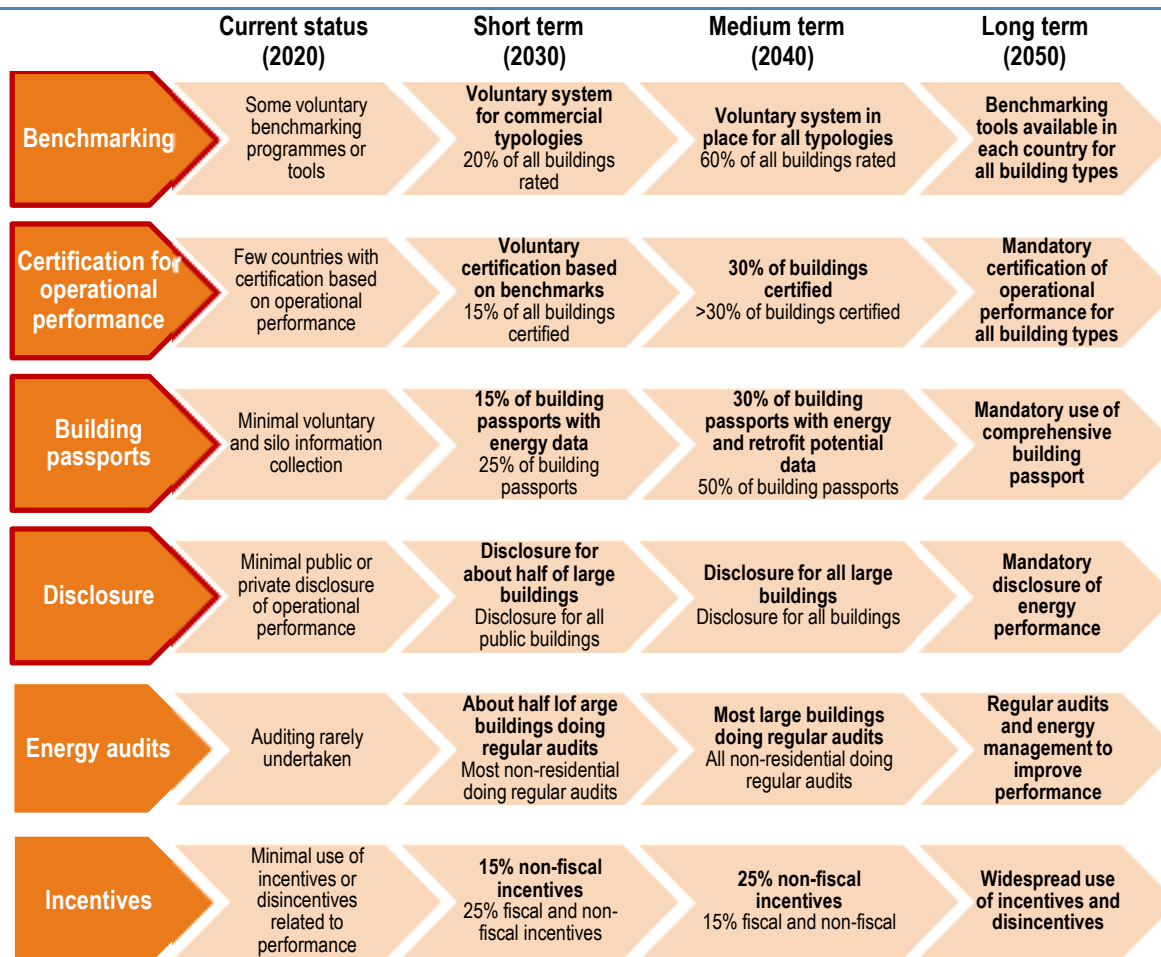 Current status
(2020)
Short term
(2030)
Medium term
(2040)
Long term
(2050)
Benchmarking
Some voluntary
benchmarking
programmes or
tools
Voluntary system
for commercial
typologies
20% of all buildings
rated
Voluntary system in
place for all typologies
60% of all buildings rated
Benchmarking
tools available in
each country for
all building types
Certification for
operational
performance
Few countries with
certification based
on operational
performance
Voluntary
certification based
on benchmarks
15% of all buildings
certified
30% of buildings
certified
>30% of buildings certified
Mandatory
certification of
operational
performance for
all building types
Building
passports
Minimal voluntary
and silo information
collection
15% of building
passports with
energy data
25% of building
passports
30% of building
passports with energy
and retrofit potential
data
50% of building passports
Mandatory use of
comprehensive
building
passport
Disclosure
Minimal public or
private disclosure
of operational
performance
Disclosure for
about half of large
buildings
Disclosure for all
public buildings
Disclosure for all large
buildings
Disclosure for all buildings
Mandatory
disclosure of
energy
performance
Energy audits
Auditing rarely
undertaken
About half lof arge
buildings doing
regular audits
Most non-residential
doing regular audits
Most large buildings
doing regular audits
All non-residential doing
regular audits
Regular audits
and energy
management to
improve
performance
Incentives
Minimal use of
incentives or
disincentives
related to
performance
15% non-fiscal
incentives
25% fiscal and non-
fiscal incentives
25% non-fiscal
incentives
15% fiscal and non-fiscal
Widespread use
of incentives and
disincentives